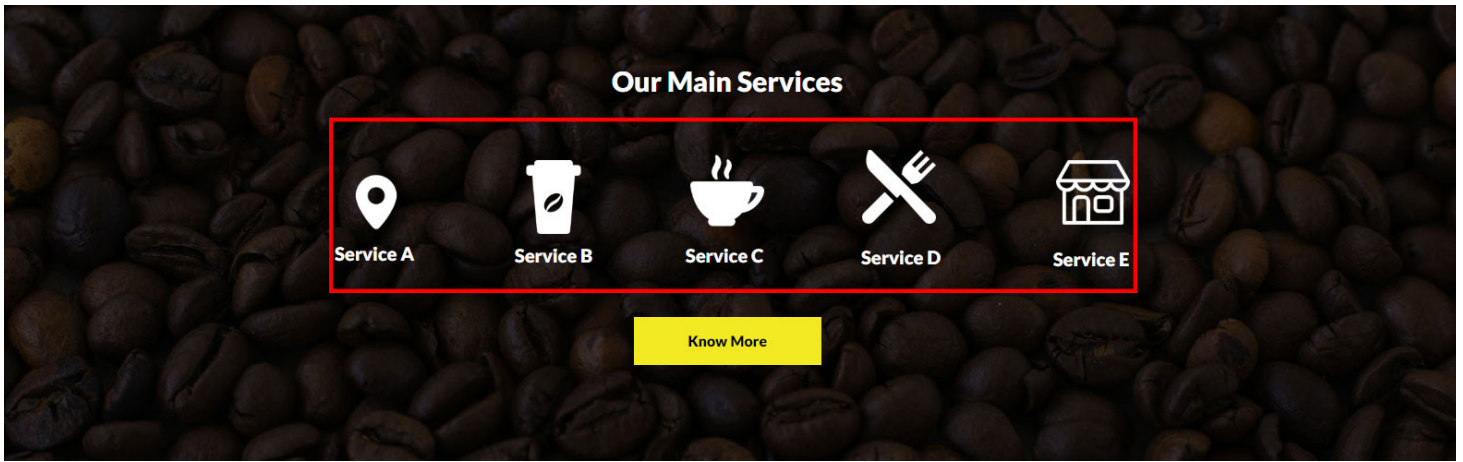 Our Main Services
Service A
Service B
Service C
Service D
Service E
Know More